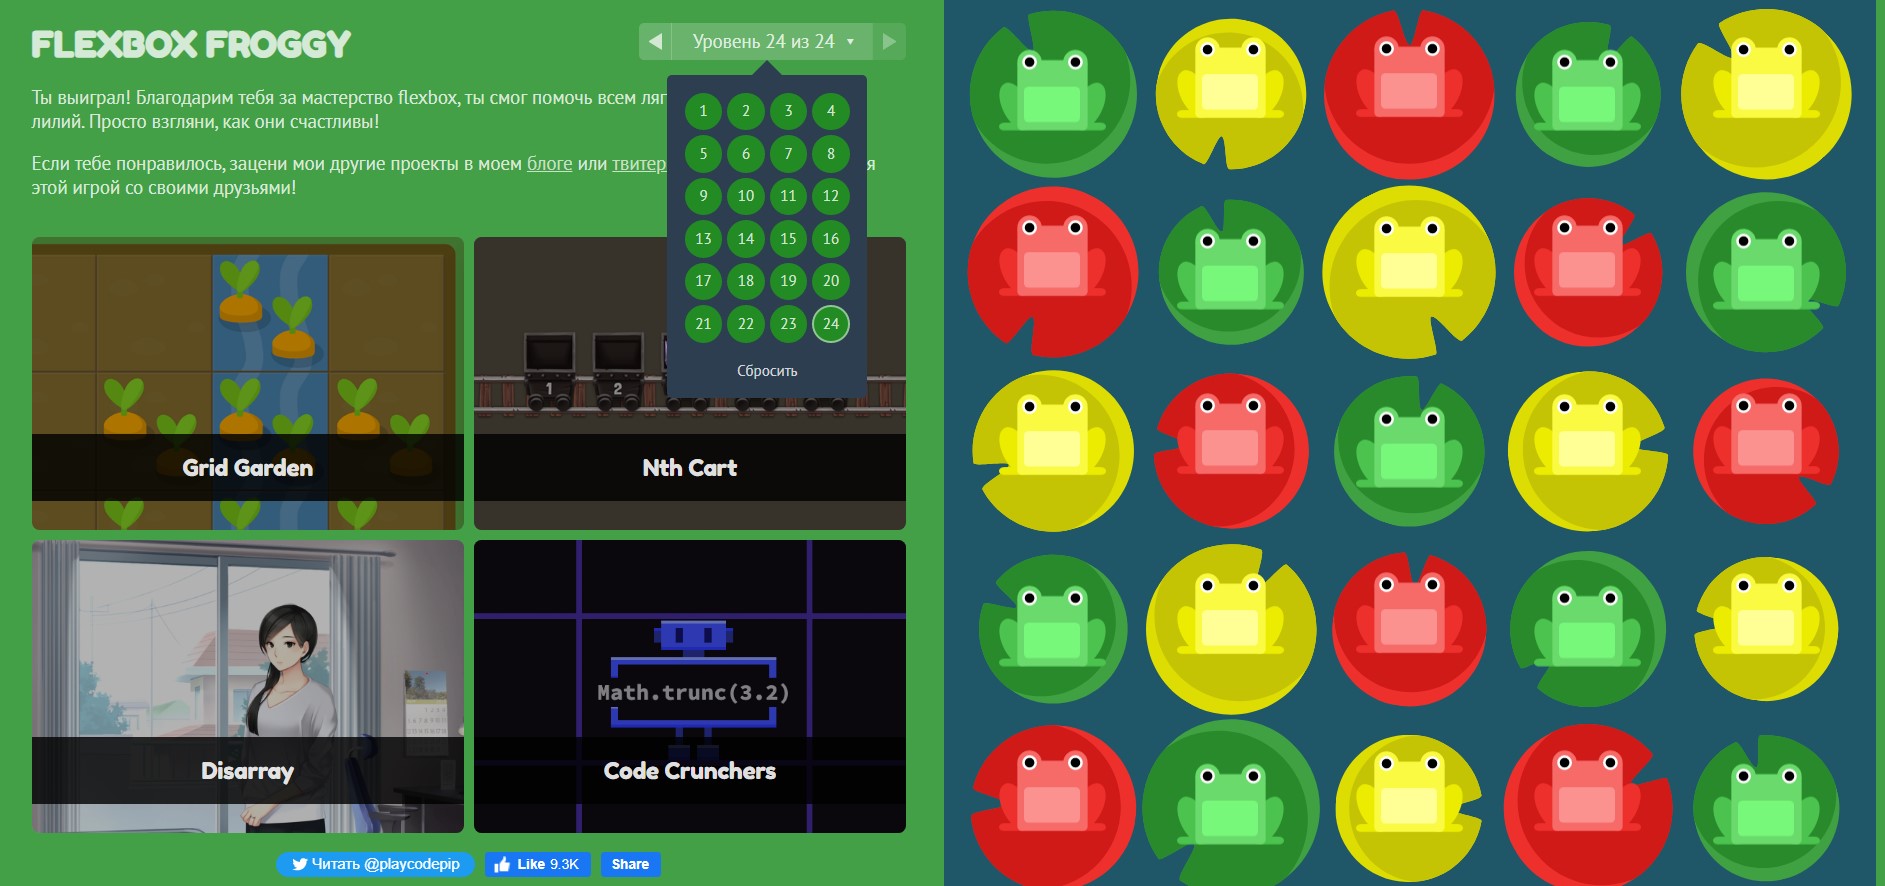 FLEXBOX FROGGY
Уровень 24 из 24
Ты выиграл! Благодарим тебя за мастерство flexbox, ты смог помочь всем
лилий. Просто взгляни, как они счастливы!
Если тебе понравилось, зацени мои другие проекты в моем блоге или твитер
этой игрой со своими друзьями!
1 2 3 4
5 6 7 8
9 10 11 12
13 14 15 16
17 18 19 20
21 22 23 24
Сбросить
1 2
Grid Garden
Nth Cart
Math.trunc(3.2)
Disarray
Code Crunchers
Читать @playcodepip
Like 9.3K
Share